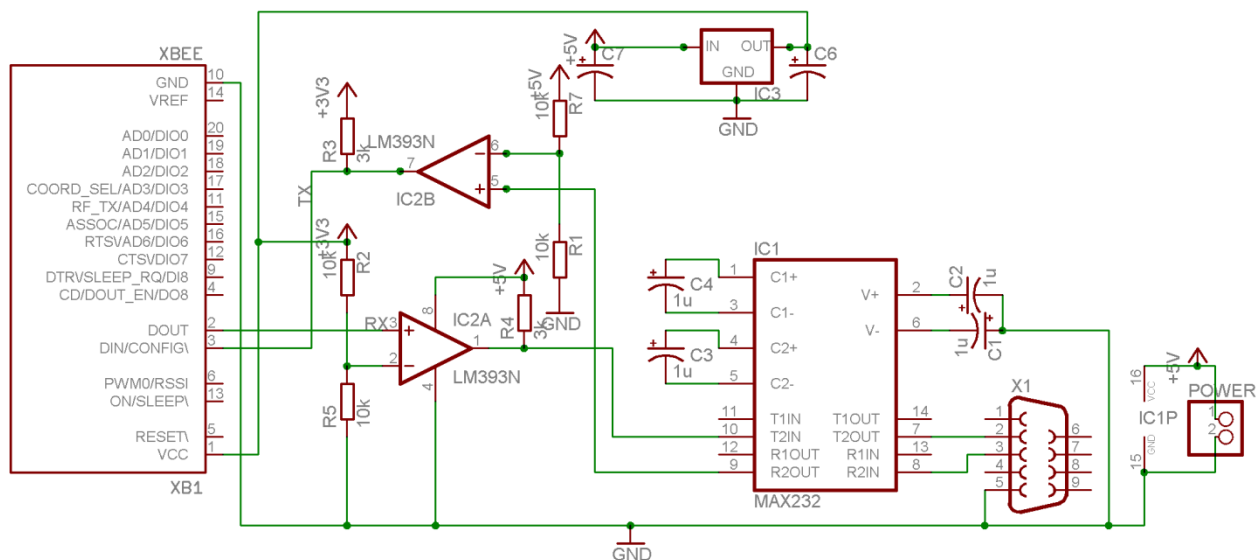 XBEE
GND 10
VREF 14
AD0/DIO0 20
AD1/DIO1 19
AD2/DIO2 18
COORD_SEL/AD3/DIO3 17
RF_TX/AD4/DIO4 11
ASSOC/AD5/DIO5 15
RTS\/AD6/DIO6 16
CTS\/DIO7 12
DTR\/SLEEP_RQ/DI8 9
CD/DOUT_EN/DO8 4
DOUT 2
DIN/CONFIG\ 3
PWM0/RSSI 6
ON/SLEEP\ 13
RESET\ 5
VCC 1
XB1
+3V3
R3
3k
TX
LM393N
7
6
5
IC2B
+5V
10k
R7
10k
R1
GND
+3V3
10k
R2
R5
10k
RX
3
2
8
4
1
IC2A
LM393N
+5V
R4
3k
+5V
C7
IN OUT
GND
IC3
C6
GND
IC1
1 C1+
3 C1-
4 C2+
5 C2-
11 T1IN
10 T2IN
12 R1OUT
9 R2OUT
V+ 2
V- 6
T1OUT 14
T2OUT 7
R1IN 13
R2IN 8
MAX232
C4
1u
C3
1u
C2
1u
1u
C1
X1
1
2
3
4
5
6
7
8
9
16
VCC
+5V
IC1P
GND
15
POWER
1
2
GND